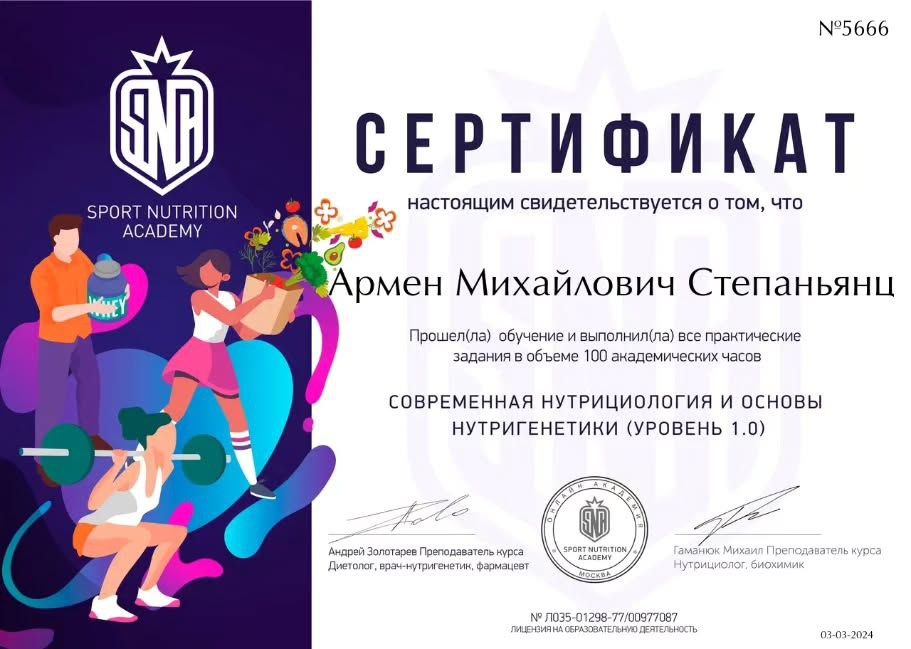 №5666
SNA
SPORT NUTRITION
ACADEMY
WHEY
СЕРТИФИКАТ
настоящим свидетельствуется о том, что
Армен Михайлович Степаньянц
Прошел(ла) обучение и выполнил(ла) все практические
задания в объеме 100 академических часов
СОВРЕМЕННАЯ НУТРИЦИОЛОГИЯ И ОСНОВЫ
НУТРИГЕНЕТИКИ (УРОВЕНЬ 1.0)
Андрей Золотарев Преподаватель курса
Диетолог, врач-нутригенетик, фармацевт
ОНЛАЙН АКАДЕМИЯ
SNA
SPORT NUTRITION
ACADEMY
МОСКВА
Гаманюк Михаил Преподаватель курса
Нутрициолог, биохимик
№ Л035-01298-77/00977087
ЛИЦЕНЗИЯ НА ОБРАЗОВАТЕЛЬНУЮ ДЕЯТЕЛЬНОСТЬ
03-03-2024